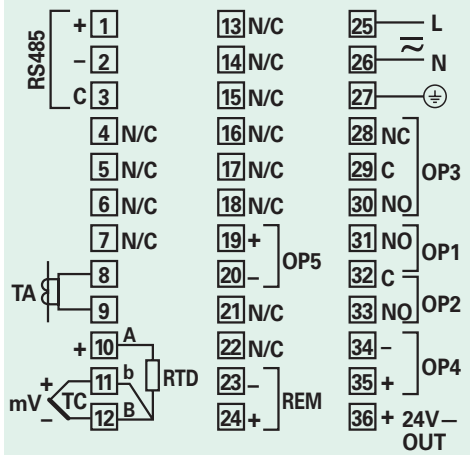 RS485
+ 1
– 2
C 3
4 N/C
5 N/C
6 N/C
7 N/C
TA
8
9
+ 10 A
RTD
mV + TC 11 b
– 12 B
13 N/C
14 N/C
15 N/C
16 N/C
17 N/C
18 N/C
19 +
OP5
20 –
21 N/C
22 N/C
23 –
REM
24 +
25 L
26 N
27
28 NC
29 C OP3
30 NO
31 NO
OP1
32 C
OP2
33 NO
34 –
OP4
35 +
36 + 24V
OUT